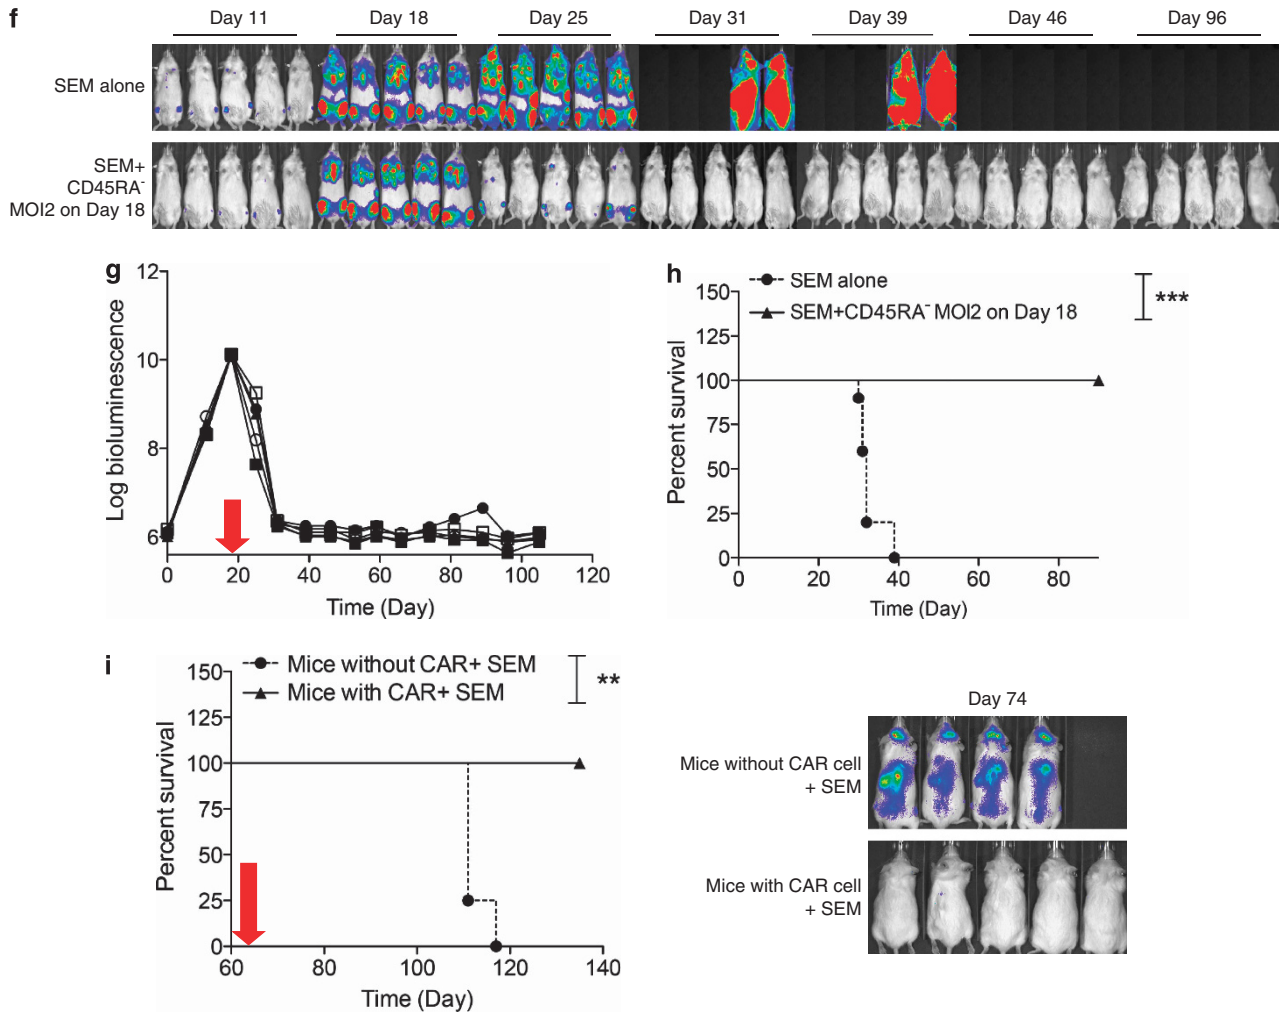 f
Day 11 Day 18 Day 25 Day 31 Day 39 Day 46 Day 96
SEM alone
SEM+
CD45RA-
MOI2 on Day 18
g
12
10
8
6
Log bioluminescence
0 20 40 60 80 100 120
Time (Day)
h
SEM alone
SEM+CD45RA- MOI2 on Day 18
***
150
125
100
75
50
25
0
Percent survival
0 20 40 60 80
Time (Day)
i
Mice without CAR+ SEM
Mice with CAR+ SEM
**
150
125
100
75
50
25
0
Percent survival
60 80 100 120 140
Time (Day)
Day 74
Mice without CAR cell
+ SEM
Mice with CAR cell
+ SEM